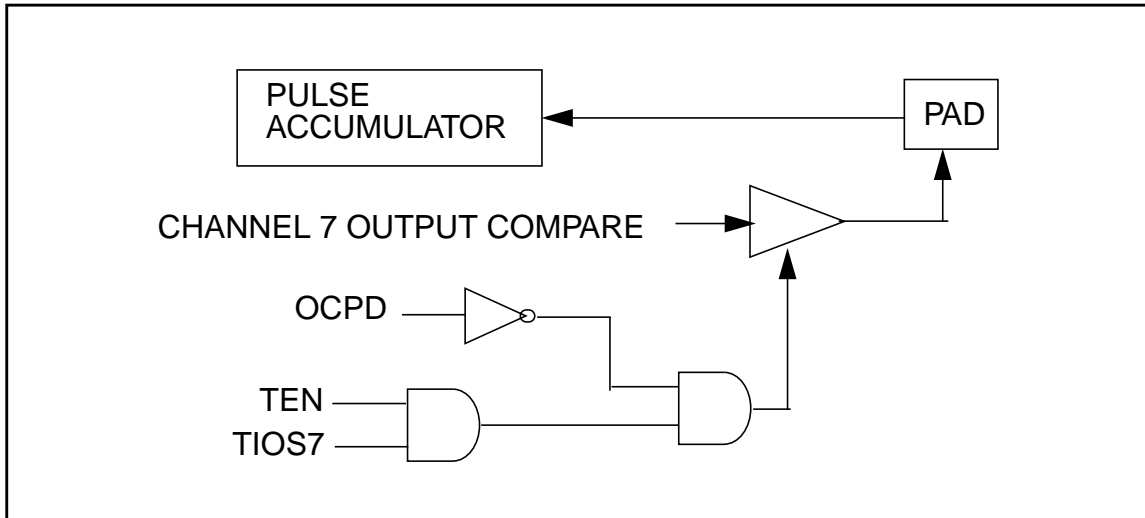 PULSE
ACCUMULATOR
PAD
CHANNEL 7 OUTPUT COMPARE
OCPD
TEN
TIOS7